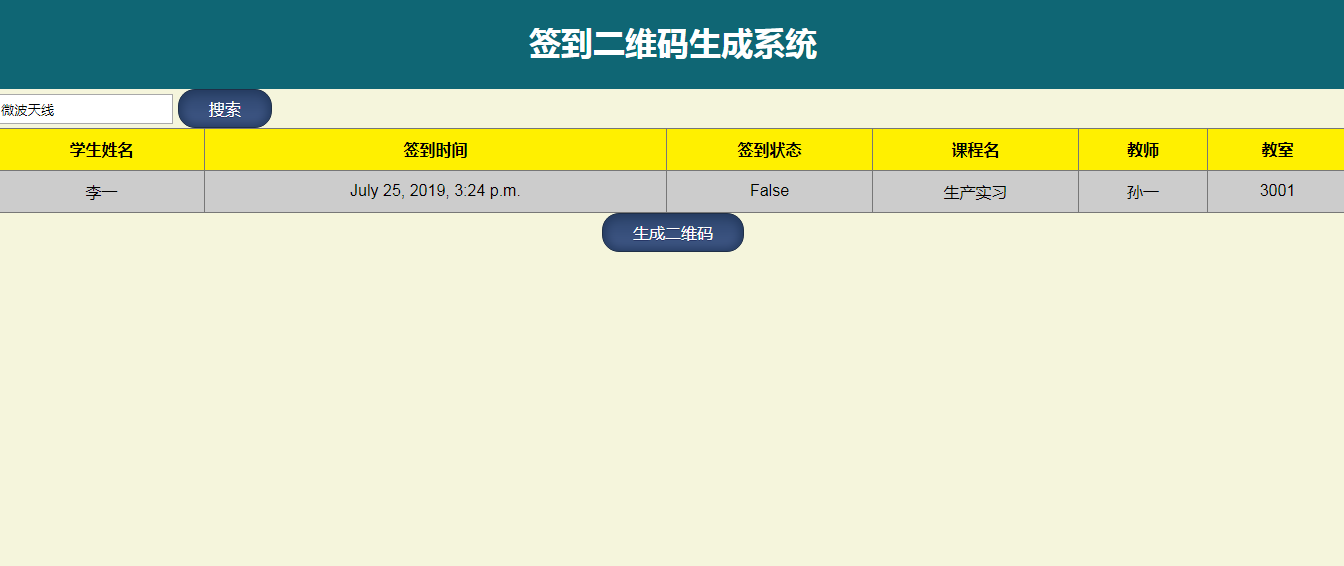 签到二维码生成系统
微波天线 搜索
学生姓名 签到时间 签到状态 课程名 教师 教室
李一 July 25, 2019, 3:24 p.m. False 生产实习 孙一 3001
生成二维码